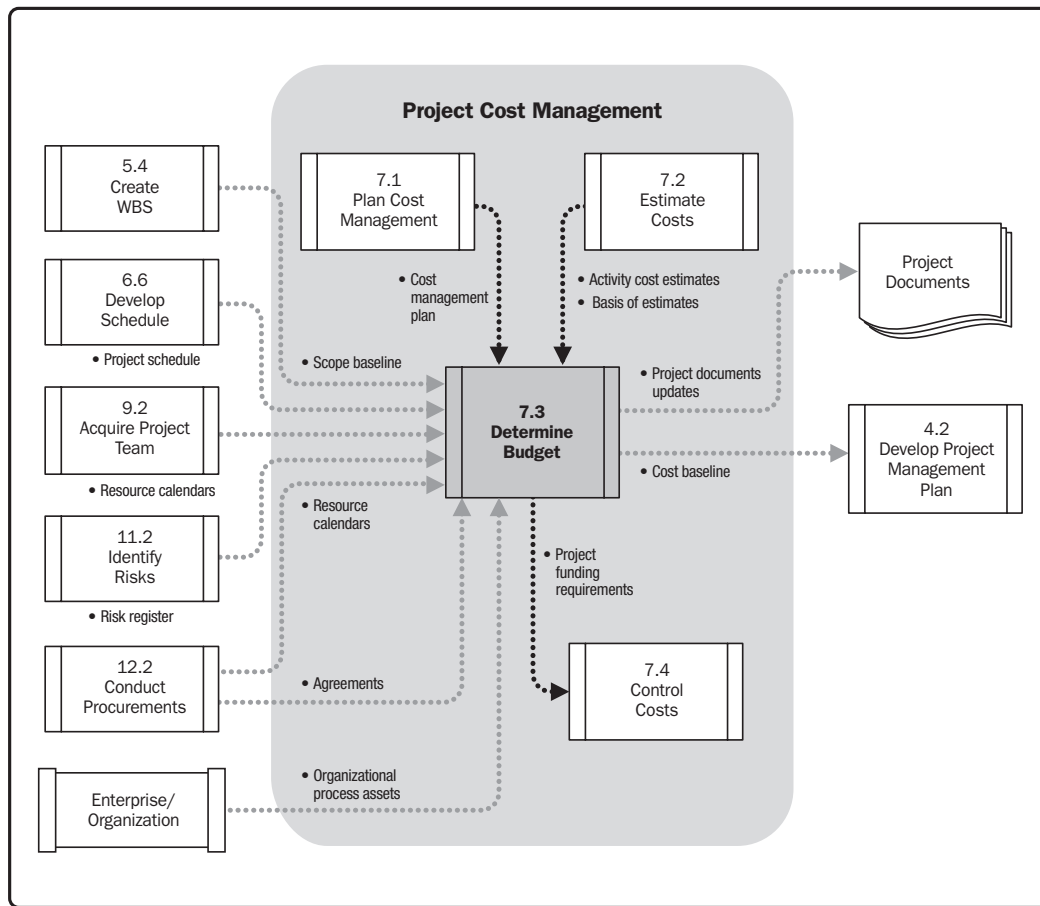 Project Cost Management
5.4
Create
WBS
7.1
Plan Cost
Management
7.2
Estimate
Costs
Project
Documents
6.6
Develop
Schedule
• Project schedule
• Cost
management
plan
• Activity cost estimates
• Basis of estimates
• Scope baseline
• Project documents
updates
9.2
Acquire Project
Team
• Resource calendars
7.3
Determine
Budget
4.2
Develop Project
Management
Plan
• Cost baseline
• Resource
calendars
11.2
Identify
Risks
• Risk register
• Project
funding
requirements
12.2
Conduct
Procurements
• Agreements
7.4
Control
Costs
Enterprise/
Organization
• Organizational
process assets